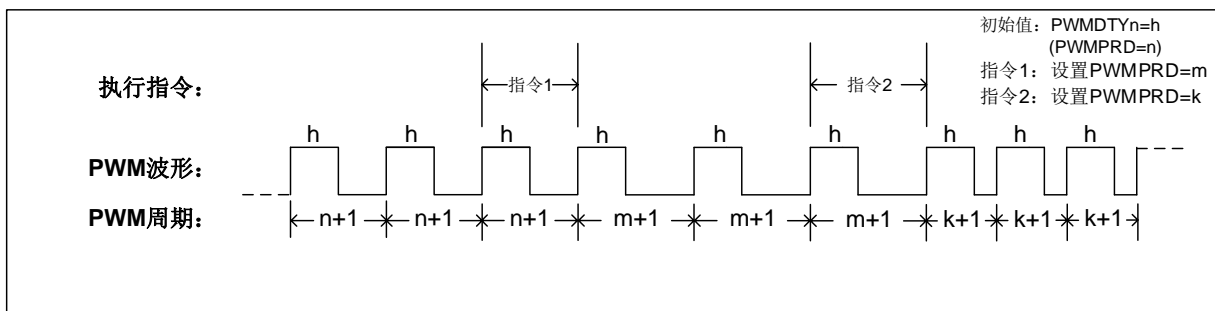 初始值：PWMDTYn=h
(PWMPRD=n)
指令1：设置PWMPRD=m
指令2：设置PWMPRD=k
执行指令： 指令1 指令2
h h h h h h h h h
PWM波形：
PWM周期： n+1 n+1 n+1 m+1 m+1 m+1 k+1 k+1 k+1